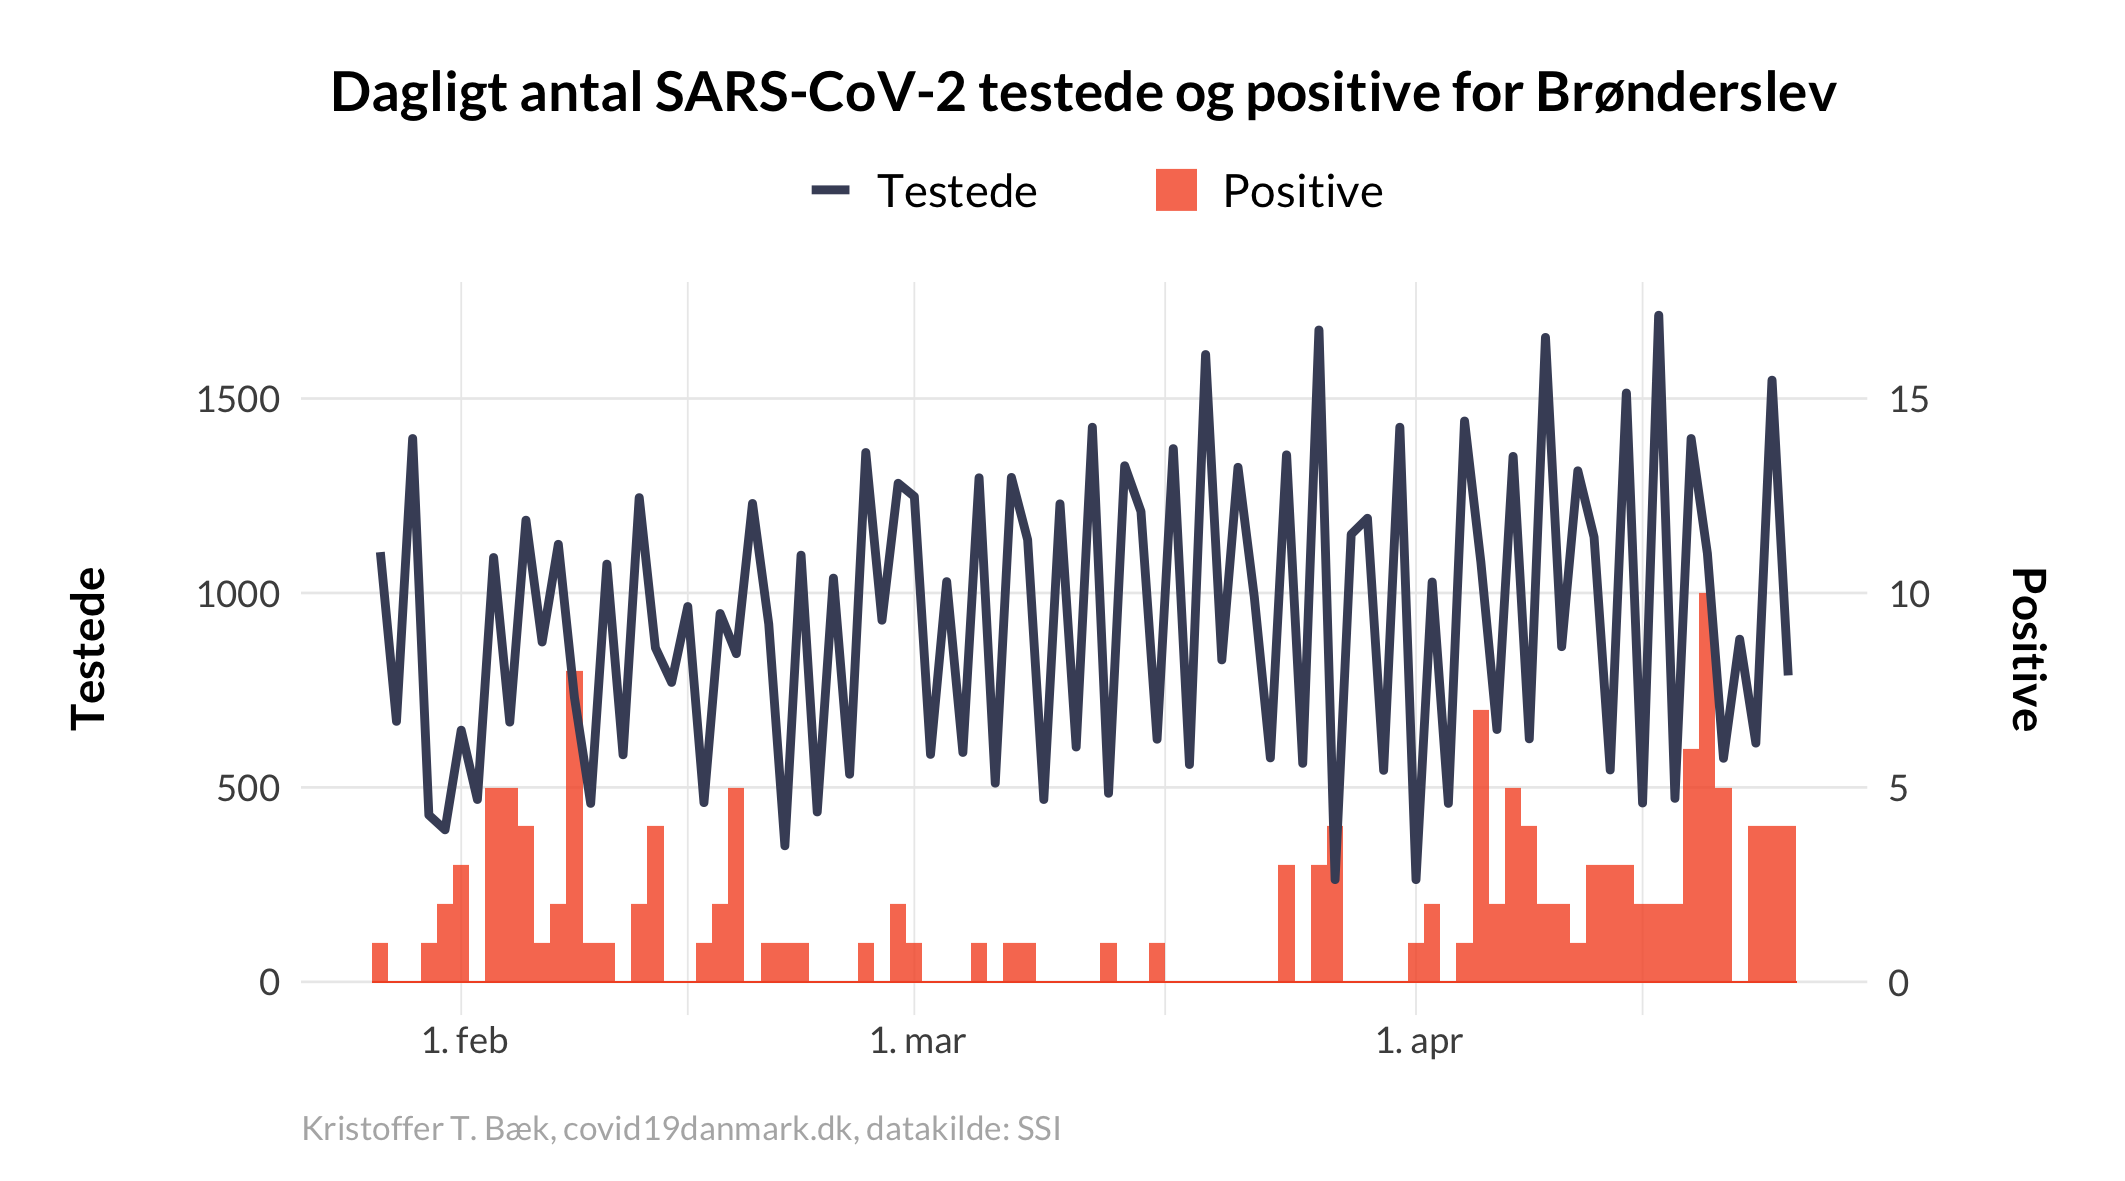 Dagligt antal SARS-CoV-2 testede og positive for Brønderslev
Testede
Positive
1500
1000
500
0
Testede
15
10
5
0
Positive
1. feb
1. mar
1. apr
Kristoffer T. Bæk, covid19danmark.dk, datakilde: SSI